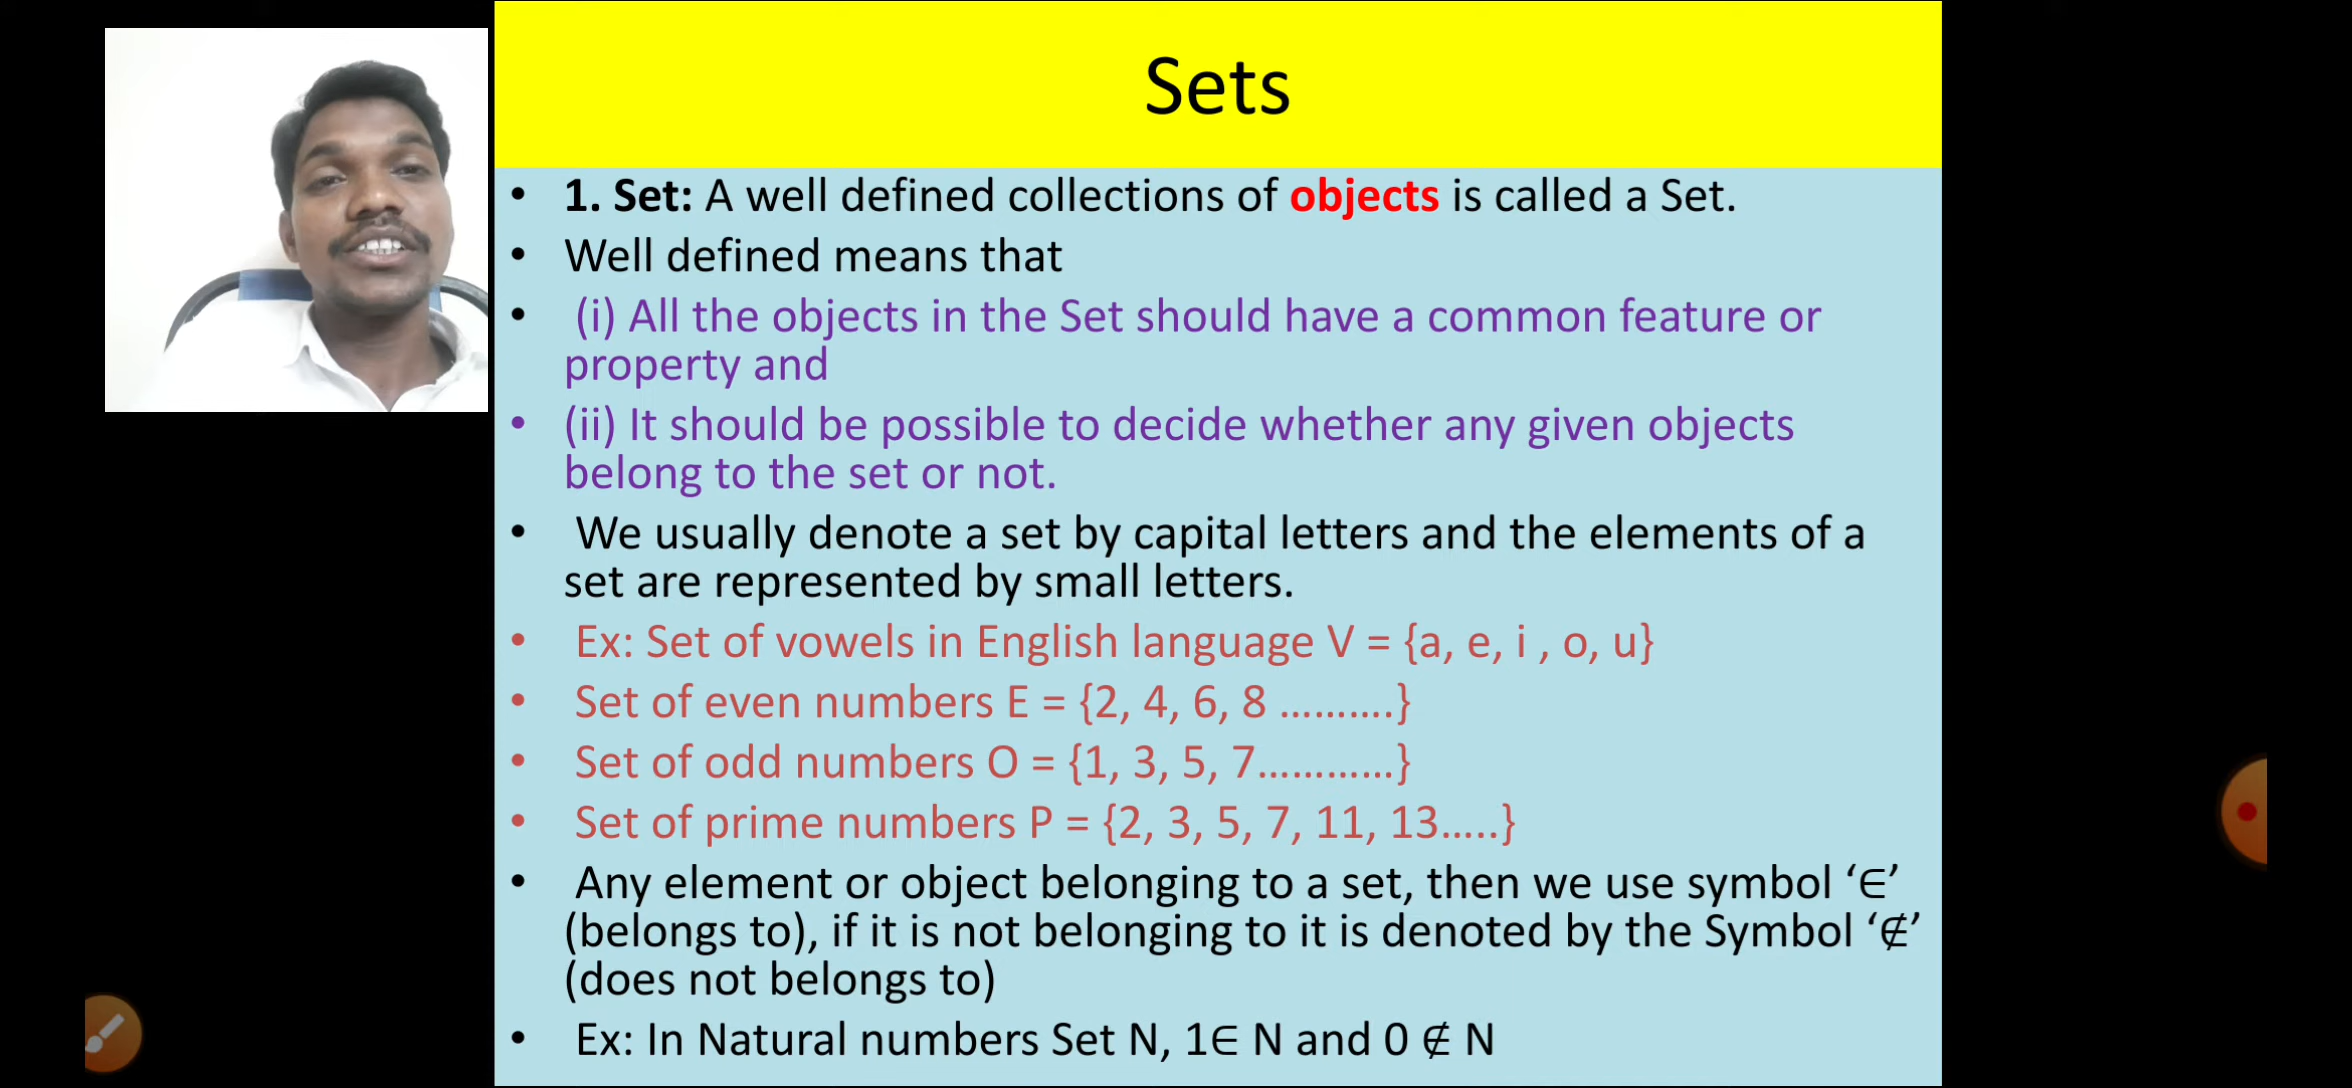 Sets
• 1. Set: A well defined collections of objects is called a Set.
• Well defined means that
• (i) All the objects in the Set should have a common feature or
property and
• (ii) It should be possible to decide whether any given objects
belong to the set or not.
• We usually denote a set by capital letters and the elements of a
set are represented by small letters.
• Ex: Set of vowels in English language V = {a, e, i , o, u}
• Set of even numbers E = {2, 4, 6, 8 ……….}
• Set of odd numbers O = {1, 3, 5, 7…………}
• Set of prime numbers P = {2, 3, 5, 7, 11, 13…..}
• Any element or object belonging to a set, then we use symbol ‘∈’
(belongs to), if it is not belonging to it is denoted by the Symbol ‘∉’
(does not belongs to)
• Ex: In Natural numbers Set N, 1∈ N and 0 ∉ N